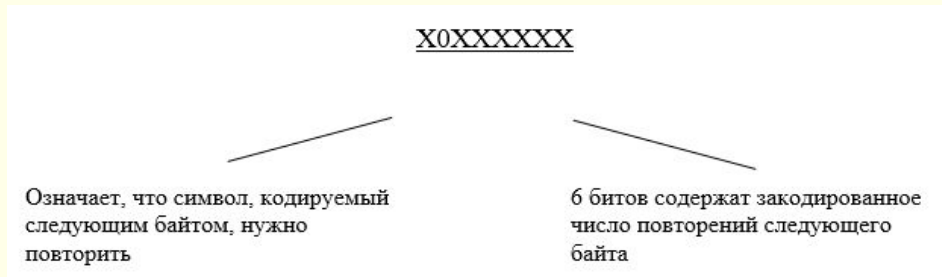 X0XXXXXX
Означает, что символ, кодируемый
следующим байтом, нужно
повторить
6 битов содержат закодированное
число повторений следующего
байта